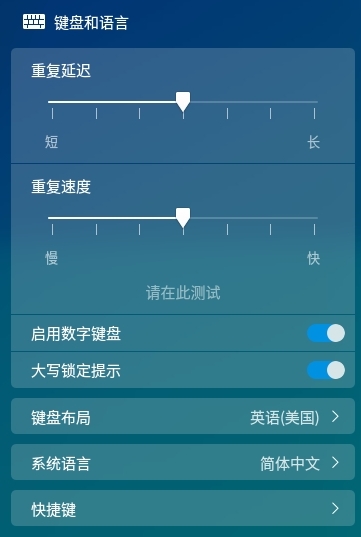 键盘和语言
重复延迟
短 长
重复速度
慢 快
请在此测试
启用数字键盘
大写锁定提示
键盘布局 英语(美国)
系统语言 简体中文
快捷键